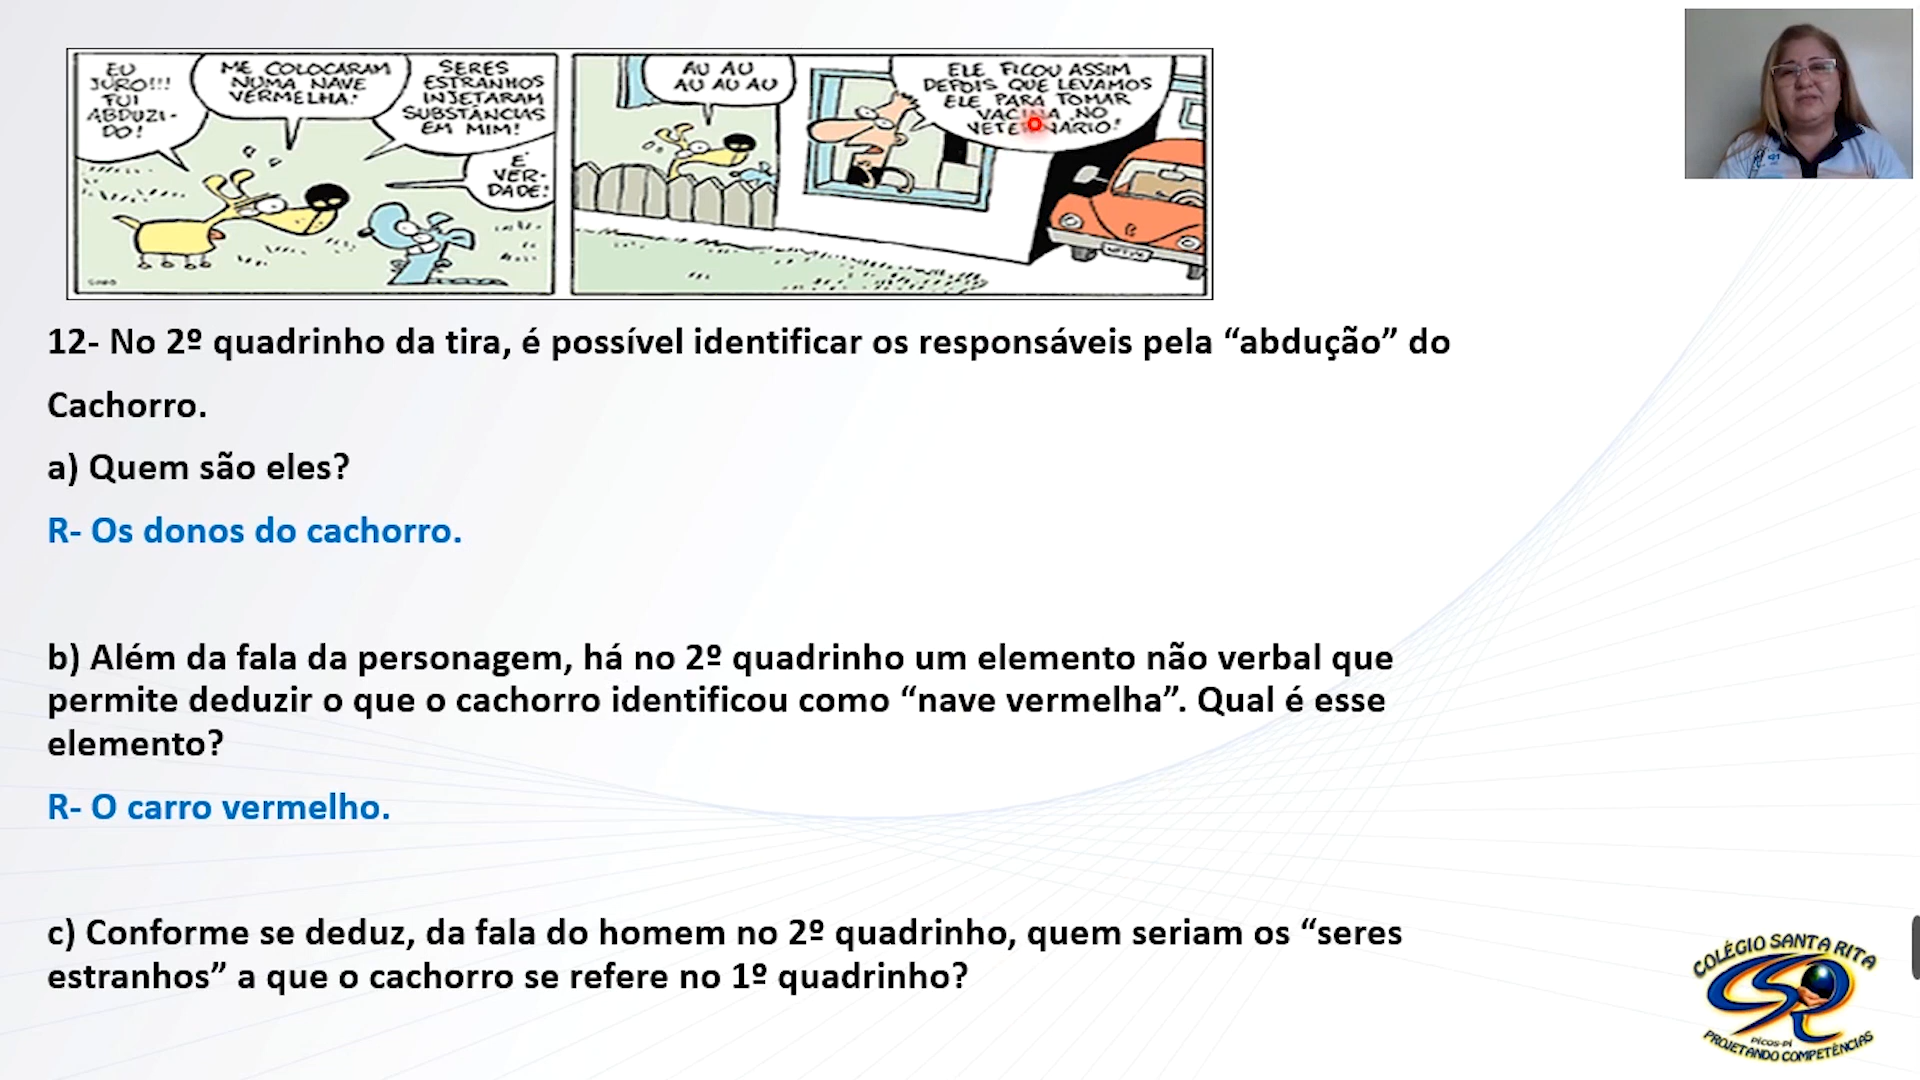 EU
JURO!!!
FUI
ABDUZI-
DO!
ME COLOCARAM
NUMA NAVE
VERMELHA!
SERES
ESTRANHOS
INJETARAM
SUBSTÂNCIAS
EM MIM!
É
VER-
DADE!
AU AU
AU AU AU
ELE FICOU ASSIM
DEPOIS QUE LEVAMOS
ELE PARA TOMAR
VACINA NO
VETERINÁRIO!
12- No 2º quadrinho da tira, é possível identificar os responsáveis pela “abdução” do
Cachorro.
a) Quem são eles?
R- Os donos do cachorro.
b) Além da fala da personagem, há no 2º quadrinho um elemento não verbal que
permite deduzir o que o cachorro identificou como “nave vermelha”. Qual é esse
elemento?
R- O carro vermelho.
c) Conforme se deduz, da fala do homem no 2º quadrinho, quem seriam os “seres
estranhos” a que o cachorro se refere no 1º quadrinho?
COLÉGIO SANTA RITA
PICOS-PI
PROJETANDO COMPETÊNCIAS